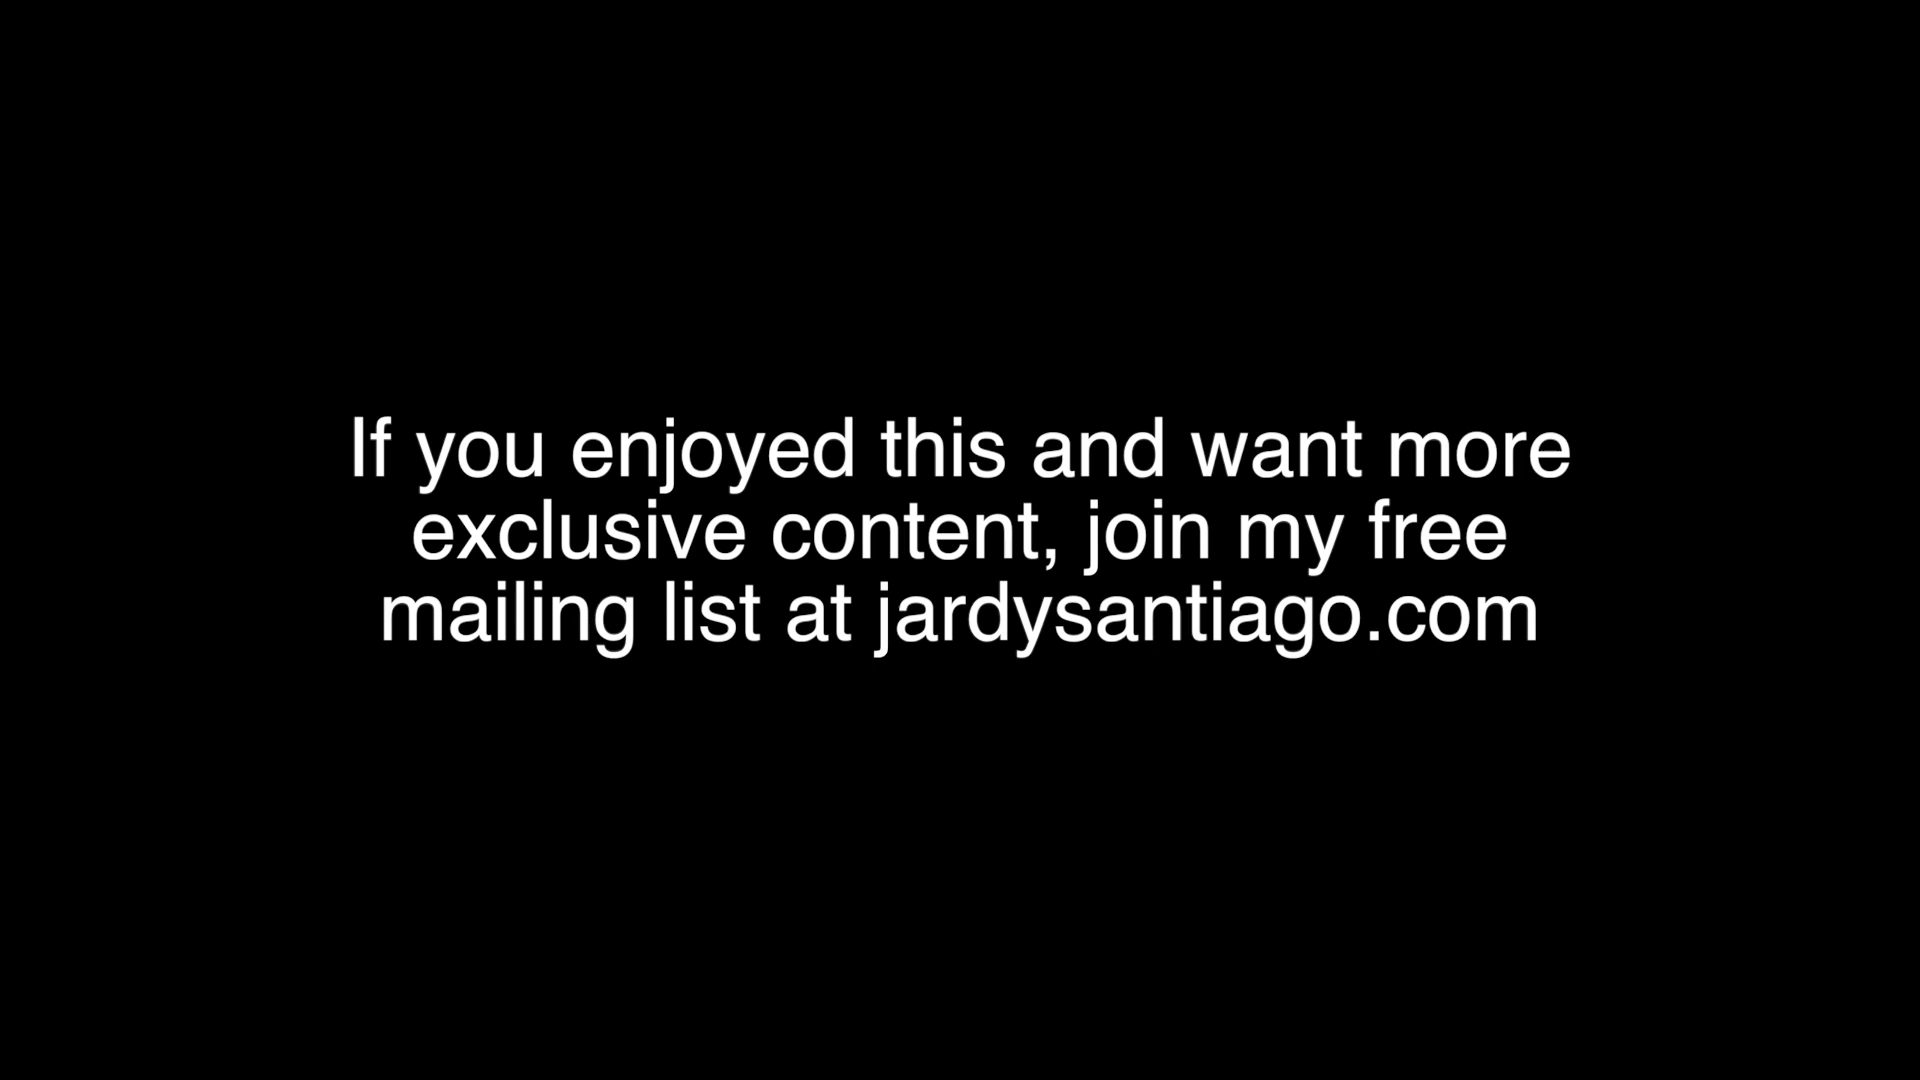 If you enjoyed this and want more
exclusive content, join my free
mailing list at jardysantiago.com